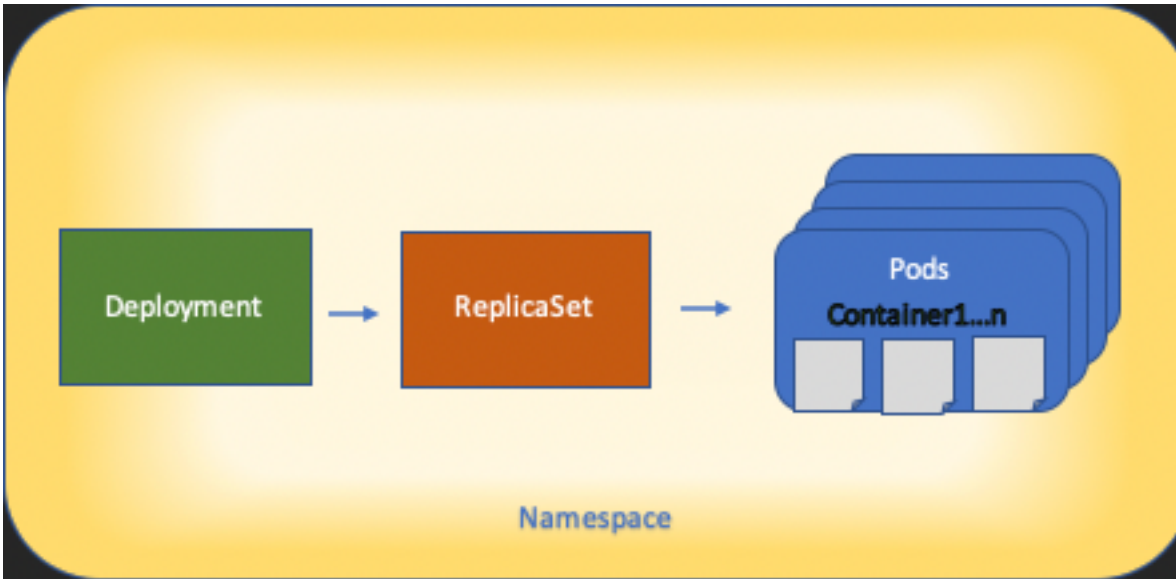 Deployment
ReplicaSet
Pods
Container1...n
Namespace